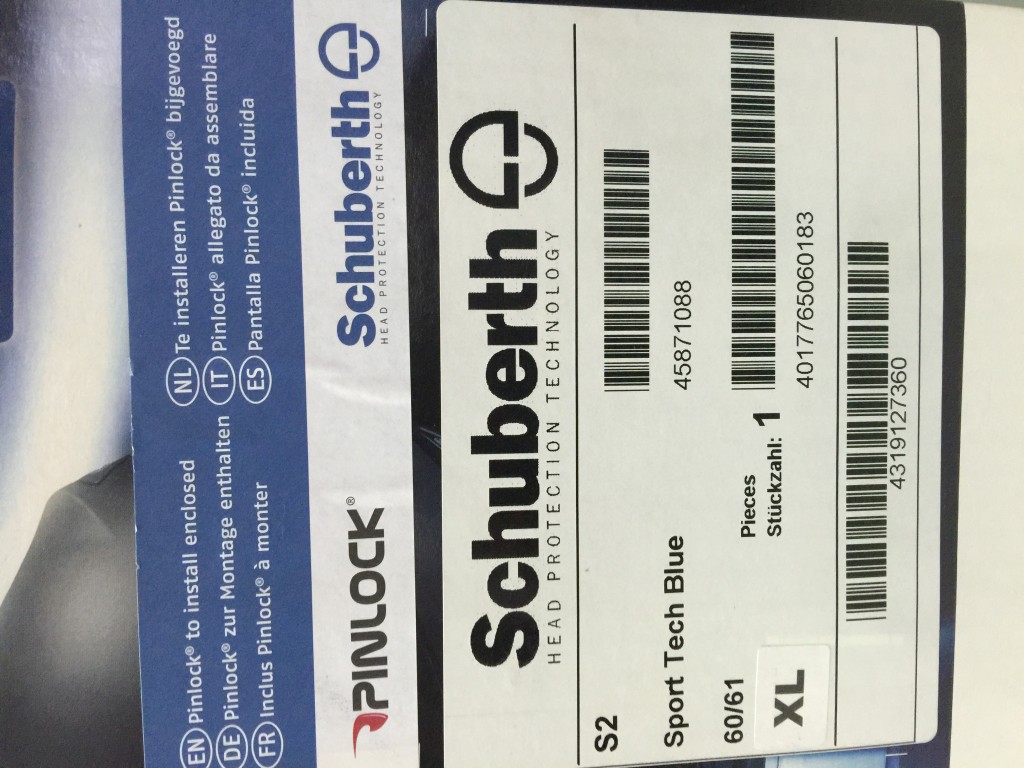 EN Pinlock® to install enclosed
DE Pinlock® zur Montage enthalten
FR Inclus Pinlock® à monter
NL Te installeren Pinlock® bijgevoegd
IT Pinlock® allegato da assemblare
ES Pantalla Pinlock® incluida
PINLOCK®
Schuberth
HEAD PROTECTION TECHNOLOGY
Schuberth
HEAD PROTECTION TECHNOLOGY
S2
Sport Tech Blue
45871088
60/61
XL
Pieces
Stückzahl: 1
4017765060183
4319127360